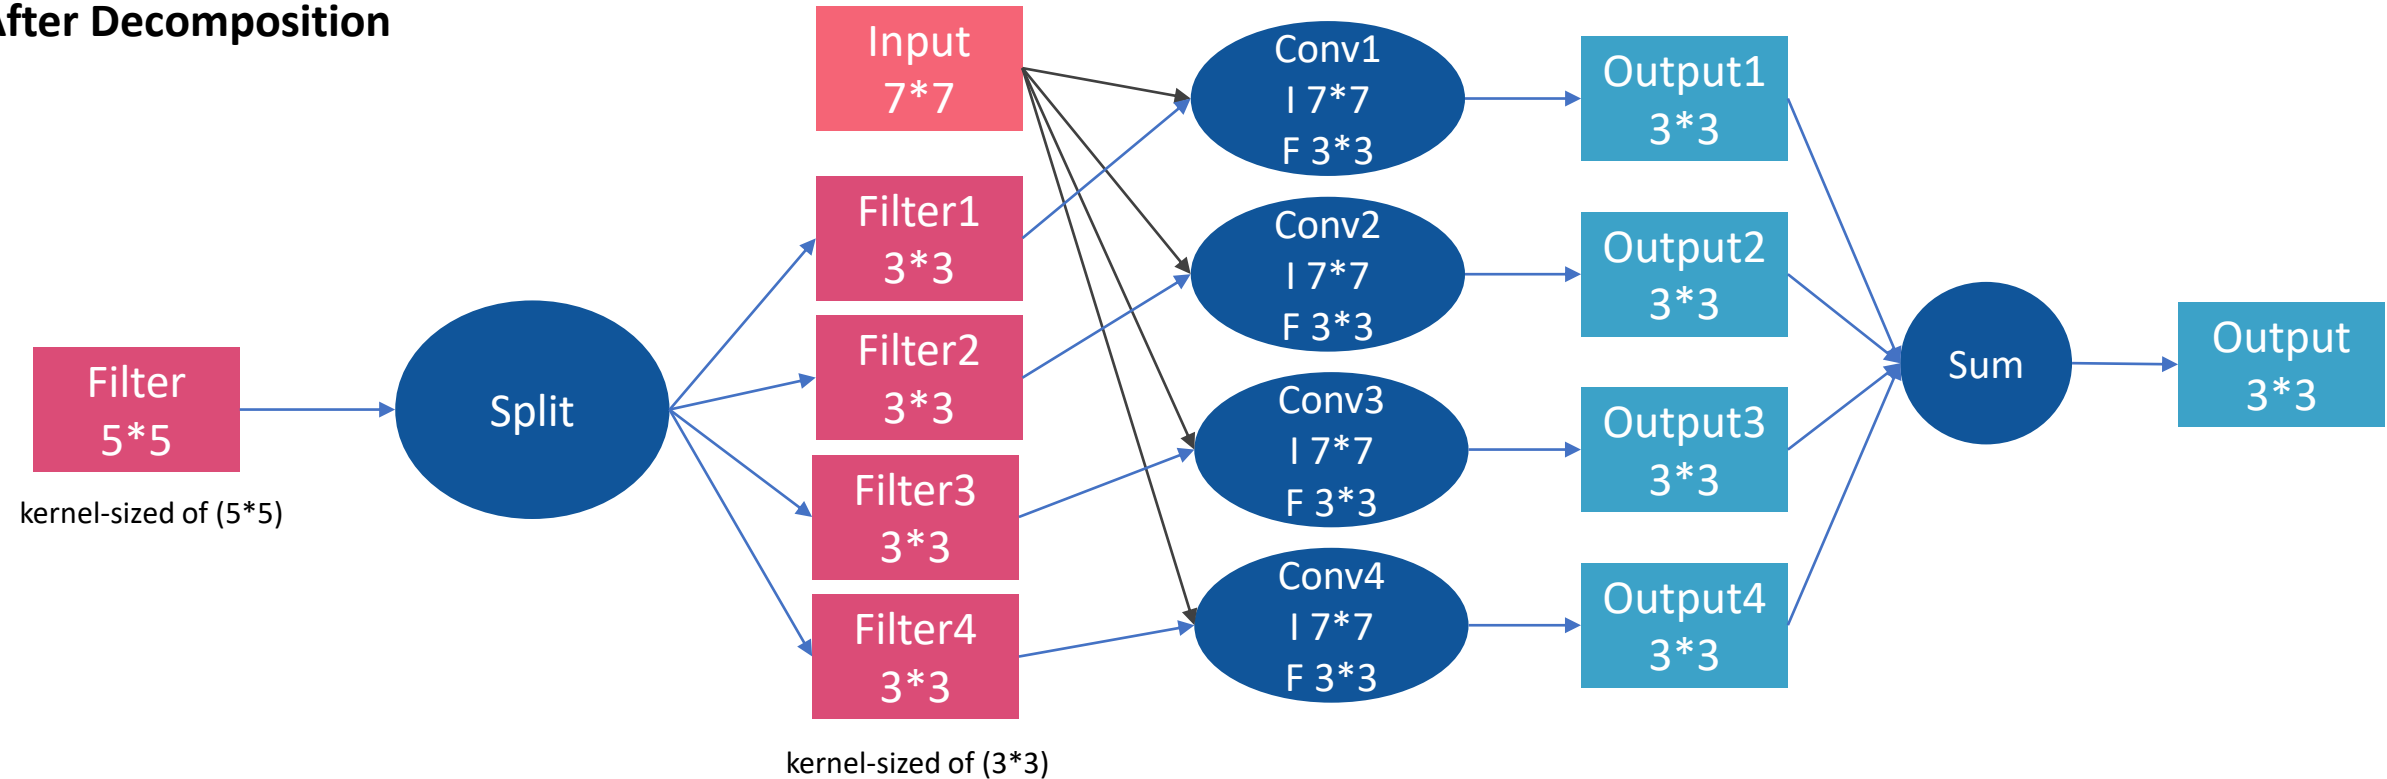 After Decomposition
Input
7*7
Filter1
3*3
Filter2
3*3
Filter3
3*3
Filter4
3*3
kernel-sized of (3*3)
Filter
5*5
kernel-sized of (5*5)
Split
Conv1
I 7*7
F 3*3
Conv2
I 7*7
F 3*3
Conv3
I 7*7
F 3*3
Conv4
I 7*7
F 3*3
Output1
3*3
Output2
3*3
Output3
3*3
Output4
3*3
Sum
Output
3*3